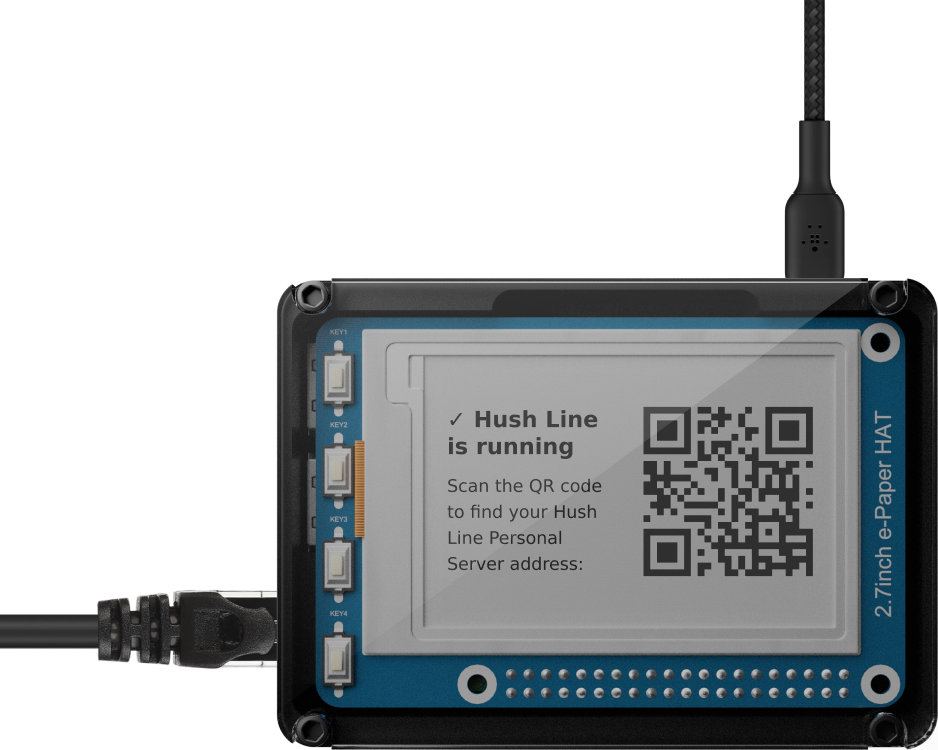 KEY1
KEY2
KEY3
KEY4
✓ Hush Line
is running
Scan the QR code
to find your Hush
Line Personal
Server address:
2.7inch e-Paper HAT